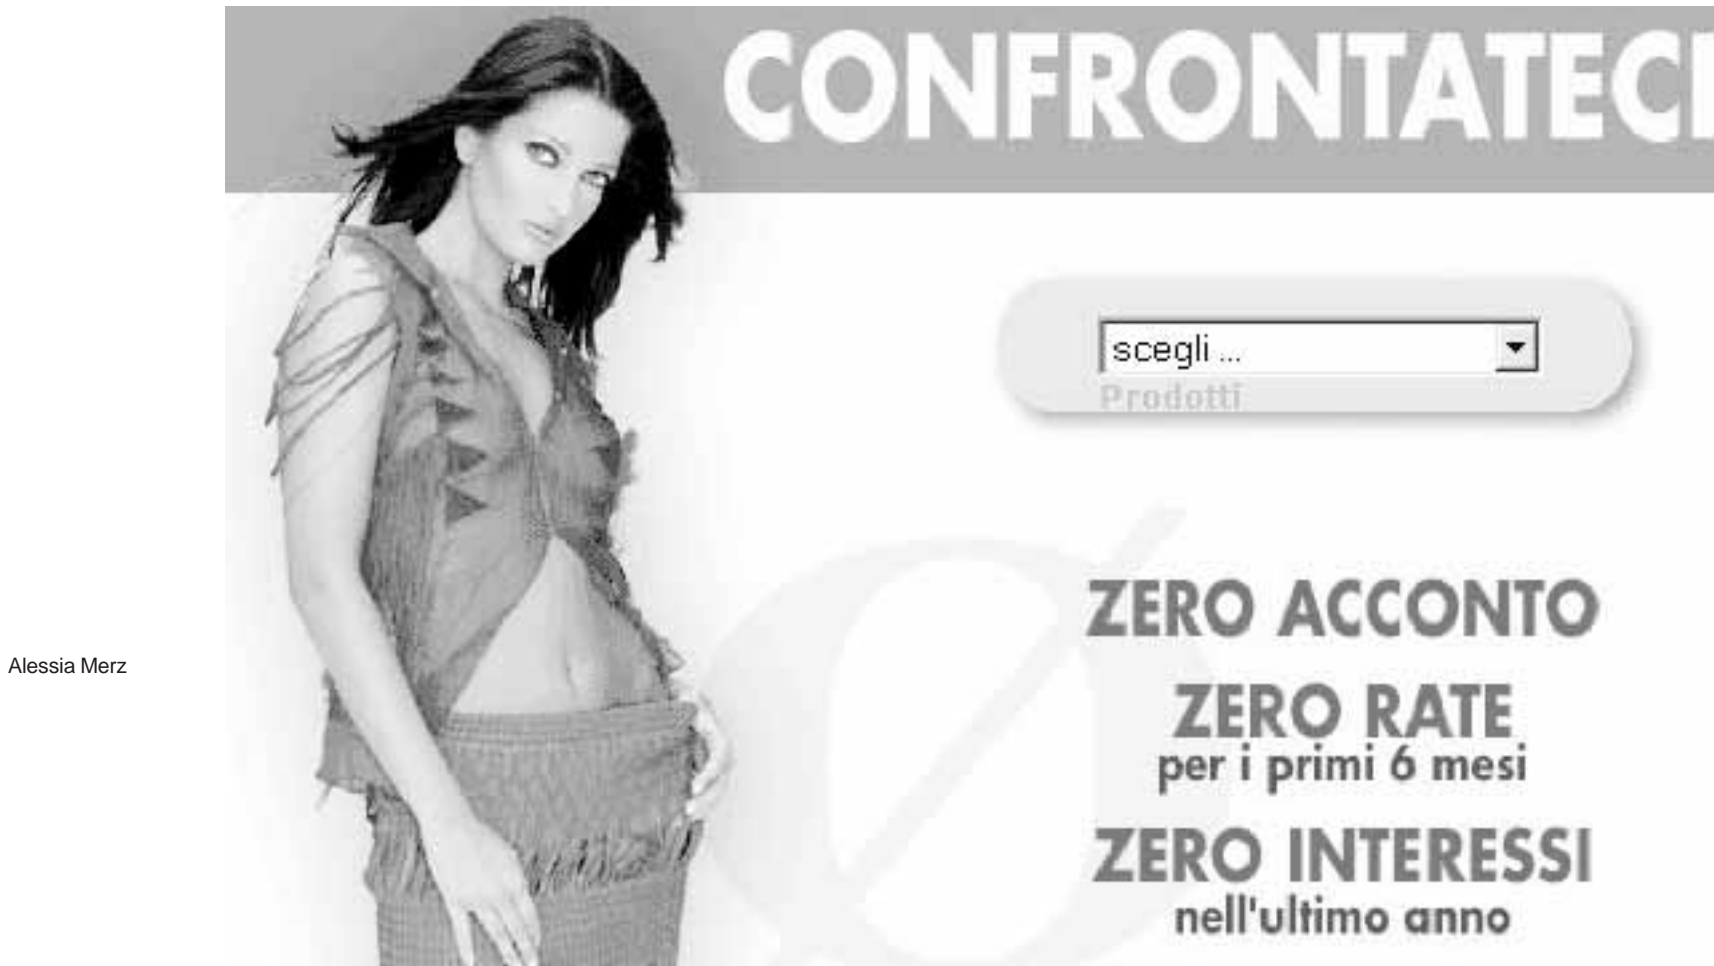 CONFRONTATECI
scegli ...
Prodotti
ZERO ACCONTO
ZERO RATE
per i primi 6 mesi
Alessia Merz
ZERO INTERESSI
nell'ultimo anno